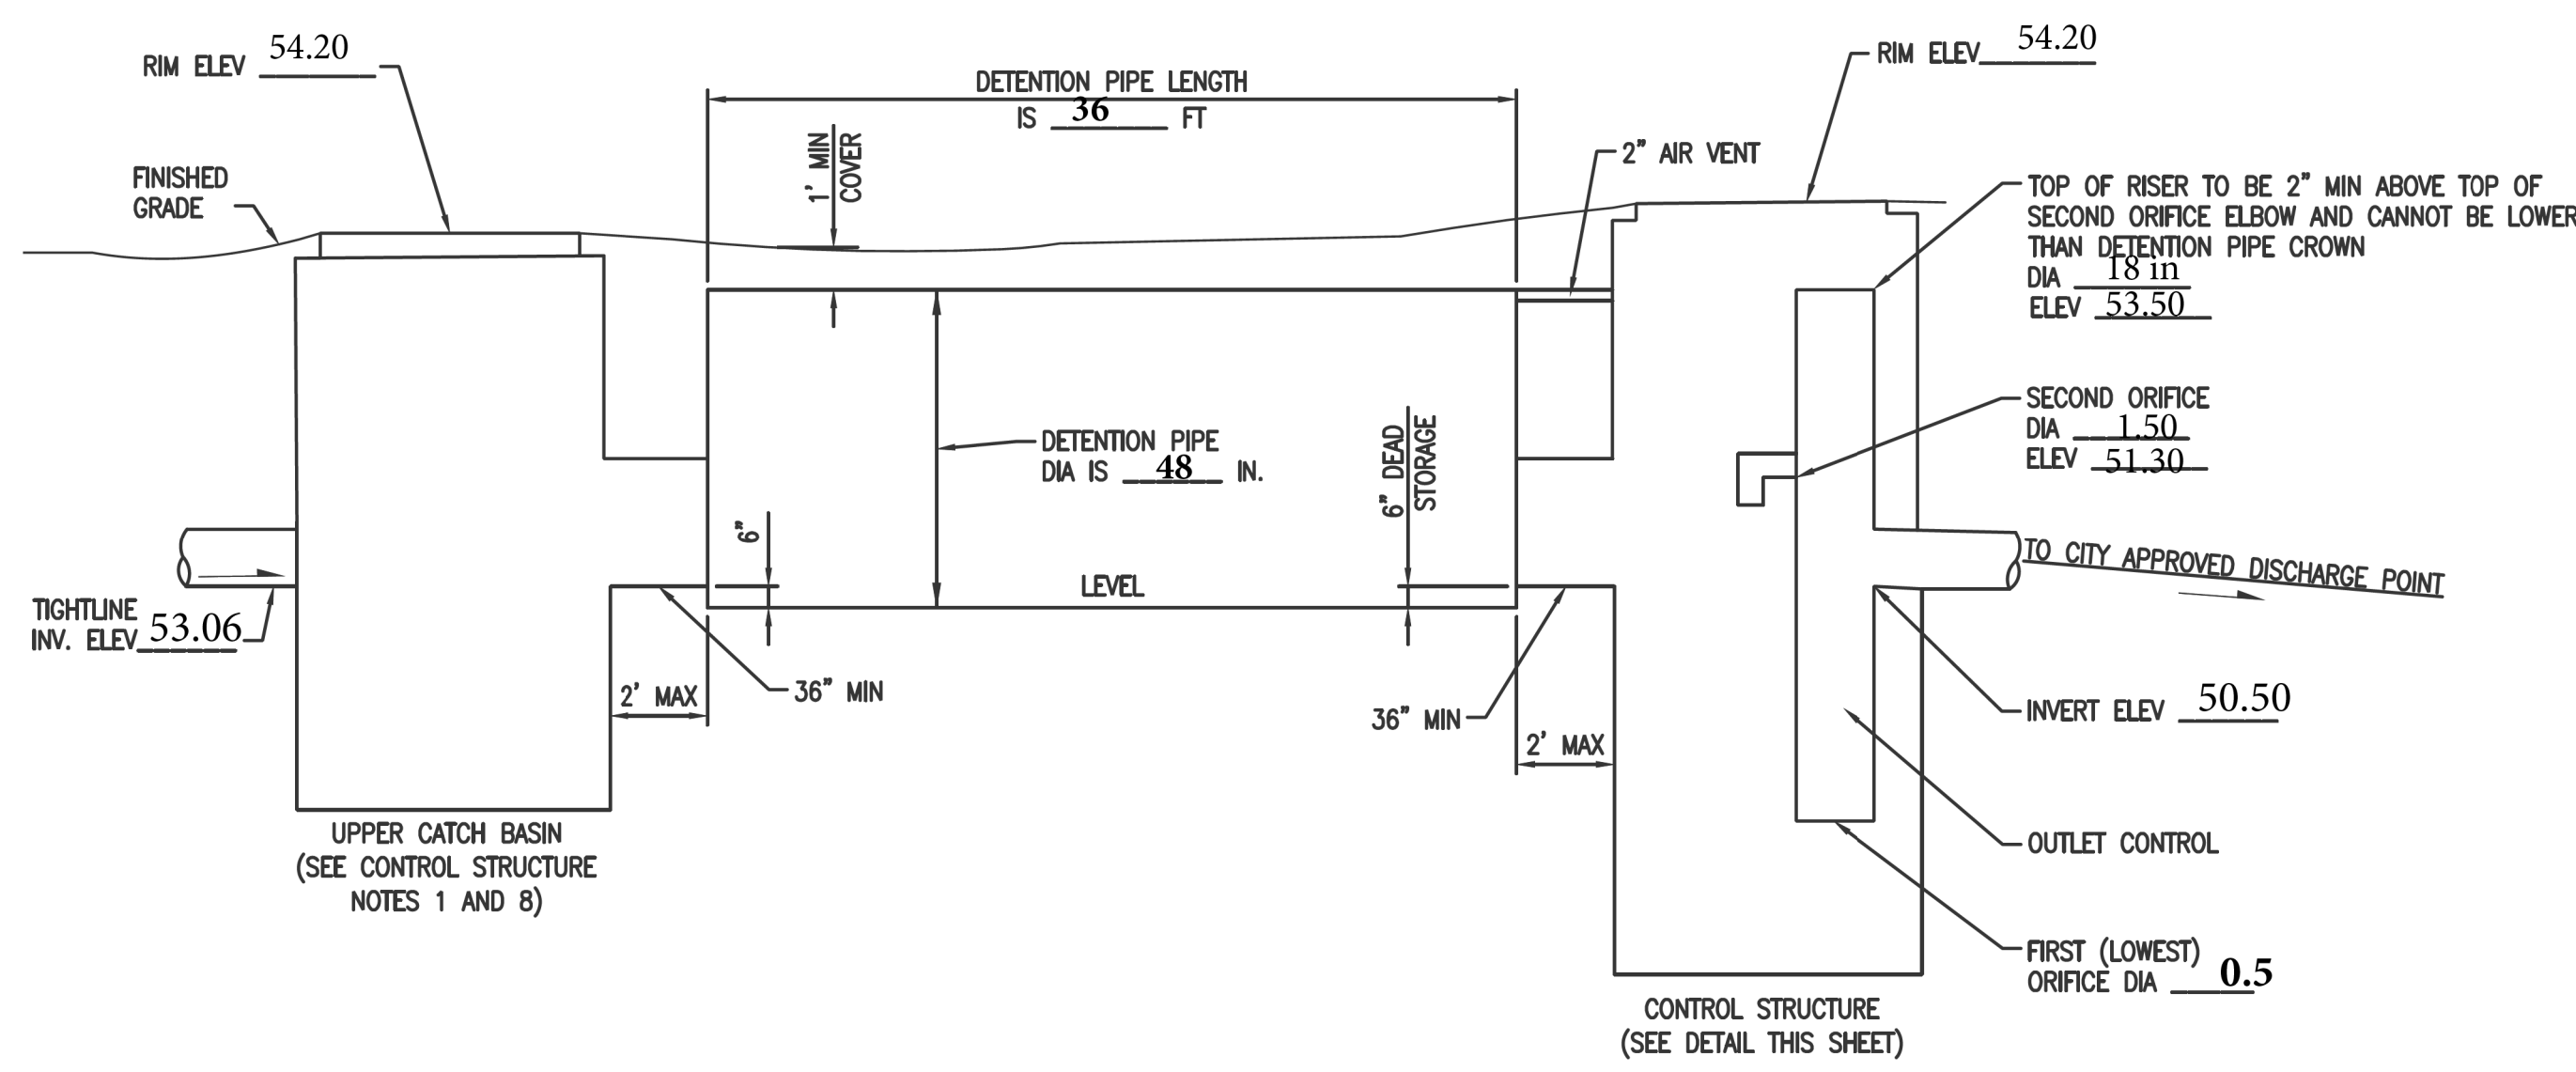 RIM ELEV 54.20
DETENTION PIPE LENGTH
IS 36 FT
RIM ELEV 54.20
1' MIN
COVER
2" AIR VENT
FINISHED
GRADE
TOP OF RISER TO BE 2" MIN ABOVE TOP OF
SECOND ORIFICE ELBOW AND CANNOT BE LOWER
THAN DETENTION PIPE CROWN
DIA 18 in
ELEV 53.50
SECOND ORIFICE
DIA 1.50
ELEV 51.30
DETENTION PIPE
DIA IS 48 IN.
6" DEAD
STORAGE
6"
LEVEL
TO CITY APPROVED DISCHARGE POINT
TIGHTLINE
INV. ELEV 53.06
2' MAX
36" MIN
36" MIN
2' MAX
INVERT ELEV 50.50
UPPER CATCH BASIN
(SEE CONTROL STRUCTURE
NOTES 1 AND 8)
OUTLET CONTROL
FIRST (LOWEST)
ORIFICE DIA 0.5
CONTROL STRUCTURE
(SEE DETAIL THIS SHEET)